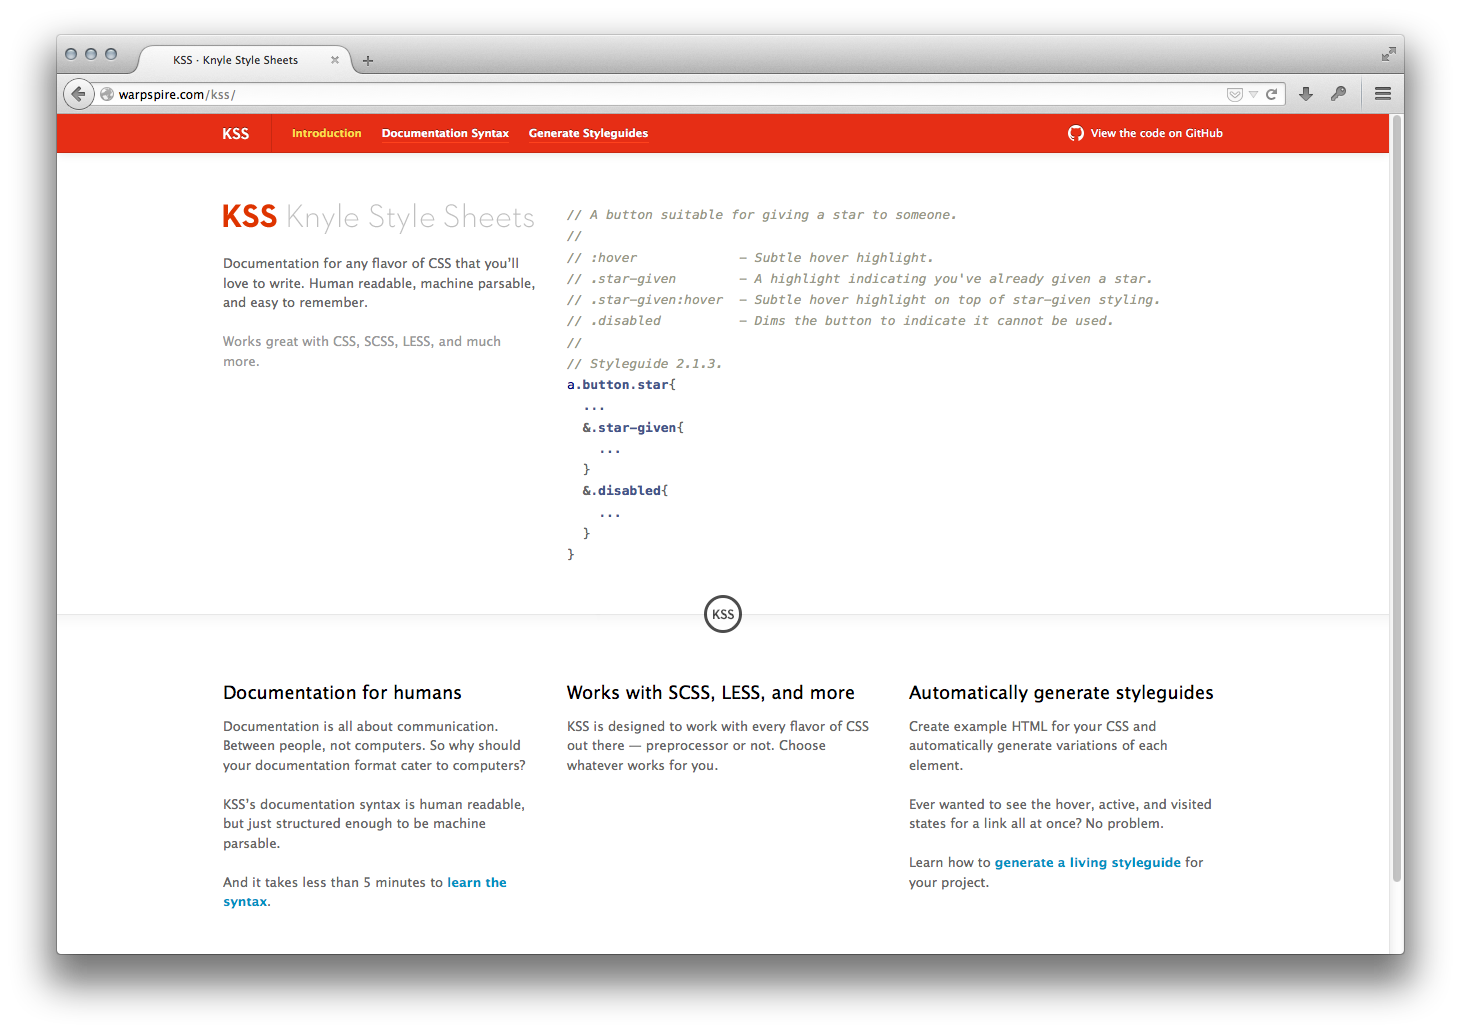 KSS · Knyle Style Sheets
warpspire.com/kss/
KSS Introduction Documentation Syntax Generate Styleguides View the code on GitHub
KSS Knyle Style Sheets
Documentation for any flavor of CSS that you’ll
love to write. Human readable, machine parsable,
and easy to remember.
Works great with CSS, SCSS, LESS, and much
more.
// A button suitable for giving a star to someone.
//
// :hover             – Subtle hover highlight.
// .star-given        – A highlight indicating you've already given a star.
// .star-given:hover  – Subtle hover highlight on top of star-given styling.
// .disabled          – Dims the button to indicate it cannot be used.
//
// Styleguide 2.1.3.
a.button.star{
  ...
  &.star-given{
    ...
  }
  &.disabled{
    ...
  }
}
KSS
Documentation for humans
Documentation is all about communication.
Between people, not computers. So why should
your documentation format cater to computers?
KSS’s documentation syntax is human readable,
but just structured enough to be machine
parsable.
And it takes less than 5 minutes to learn the
syntax.
Works with SCSS, LESS, and more
KSS is designed to work with every flavor of CSS
out there — preprocessor or not. Choose
whatever works for you.
Automatically generate styleguides
Create example HTML for your CSS and
automatically generate variations of each
element.
Ever wanted to see the hover, active, and visited
states for a link all at once? No problem.
Learn how to generate a living styleguide for
your project.